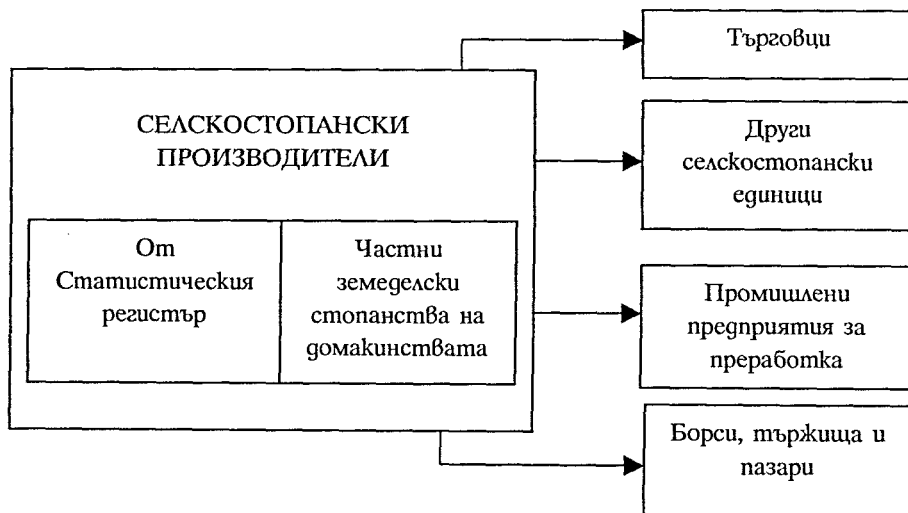 Търговци
СЕЛСКОСТОПАНСКИ
ПРОИЗВОДИТЕЛИ
От
Статистическия
регистър
Частни
земеделски
стопанства на
домакинствата
Други
селскостопански
единици
Промишлени
предприятия за
преработка
Борси, тържища и
пазари